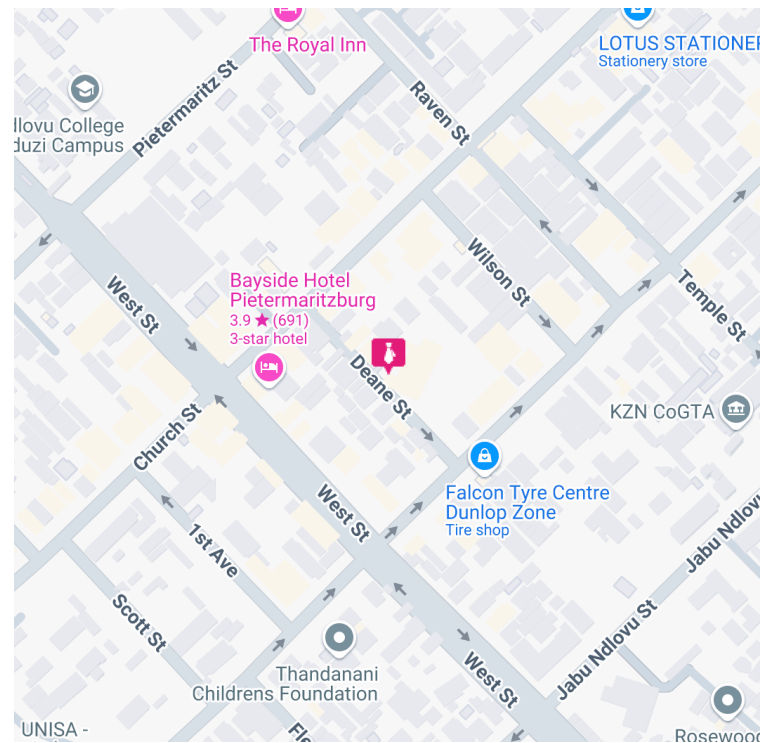 The Royal Inn
LOTUS STATIONER
Stationery store
Pietermaritz St
Raven St
dlovu College
duzi Campus
Wilson St
Bayside Hotel
Pietermaritzburg
3.9 ★ (691)
3-star hotel
West St
Temple St
Deane St
KZN CoGTA
Church St
West St
Falcon Tyre Centre
Dunlop Zone
Tire shop
Jabu Ndlovu
1st Ave
Scott St
Jabu Ndlovu St
Thandanani
Childrens Foundation
West St
UNISA -
Fle
Rosewood